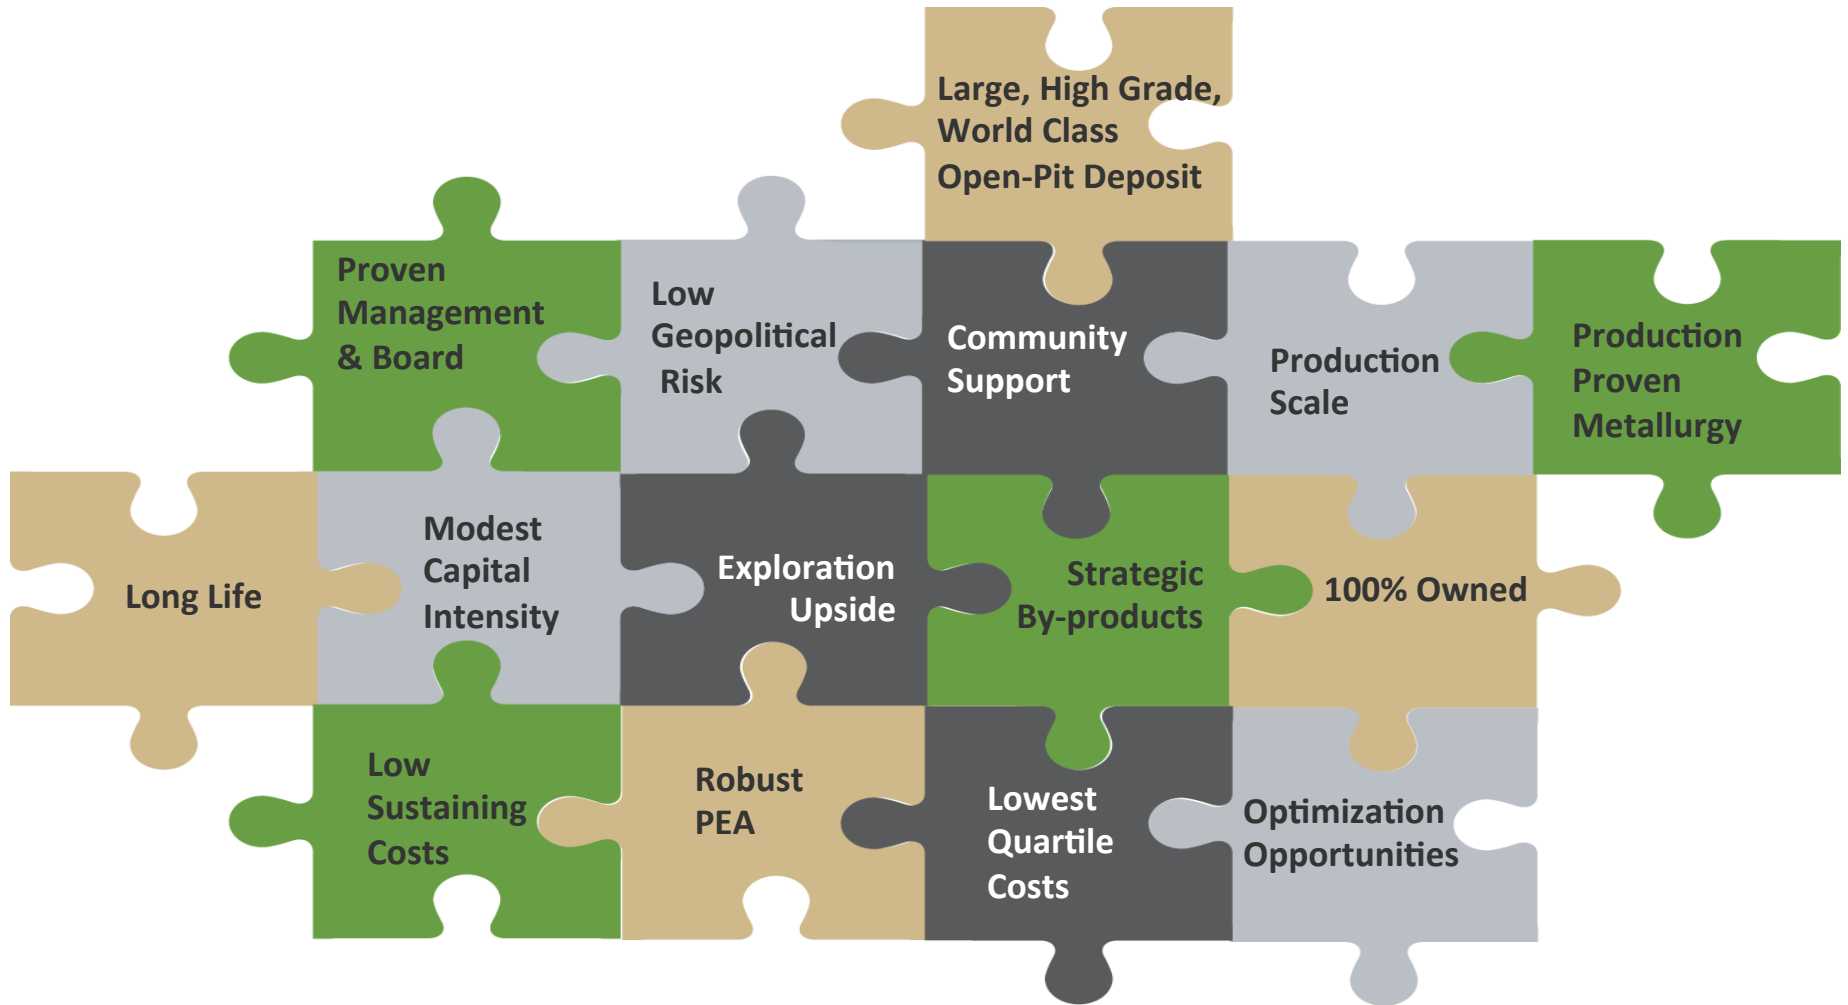 Large, High Grade,
World Class
Open-Pit Deposit
Proven
Management
& Board
Low
Geopolitical
Risk
Community
Support
Production
Scale
Production
Proven
Metallurgy
Long Life
Modest
Capital
Intensity
Exploration
Upside
Strategic
By-products
100% Owned
Low
Sustaining
Costs
Robust
PEA
Lowest
Quartile
Costs
Optimization
Opportunities